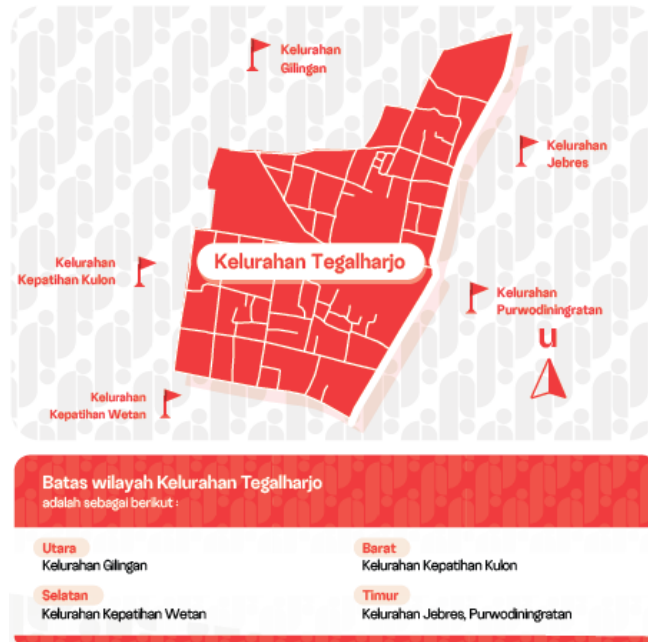 Kelurahan
Gilingan
Kelurahan
Jebres
Kelurahan
Kepatihan Kulon
Kelurahan Tegalharjo
Kelurahan
Purwodiningratan
u
Kelurahan
Kepatihan Wetan
Batas wilayah Kelurahan Tegalharjo
adalah sebagai berikut :
Utara
Kelurahan Gilingan
Barat
Kelurahan Kepatihan Kulon
Selatan
Kelurahan Kepatihan Wetan
Timur
Kelurahan Jebres, Purwodiningratan